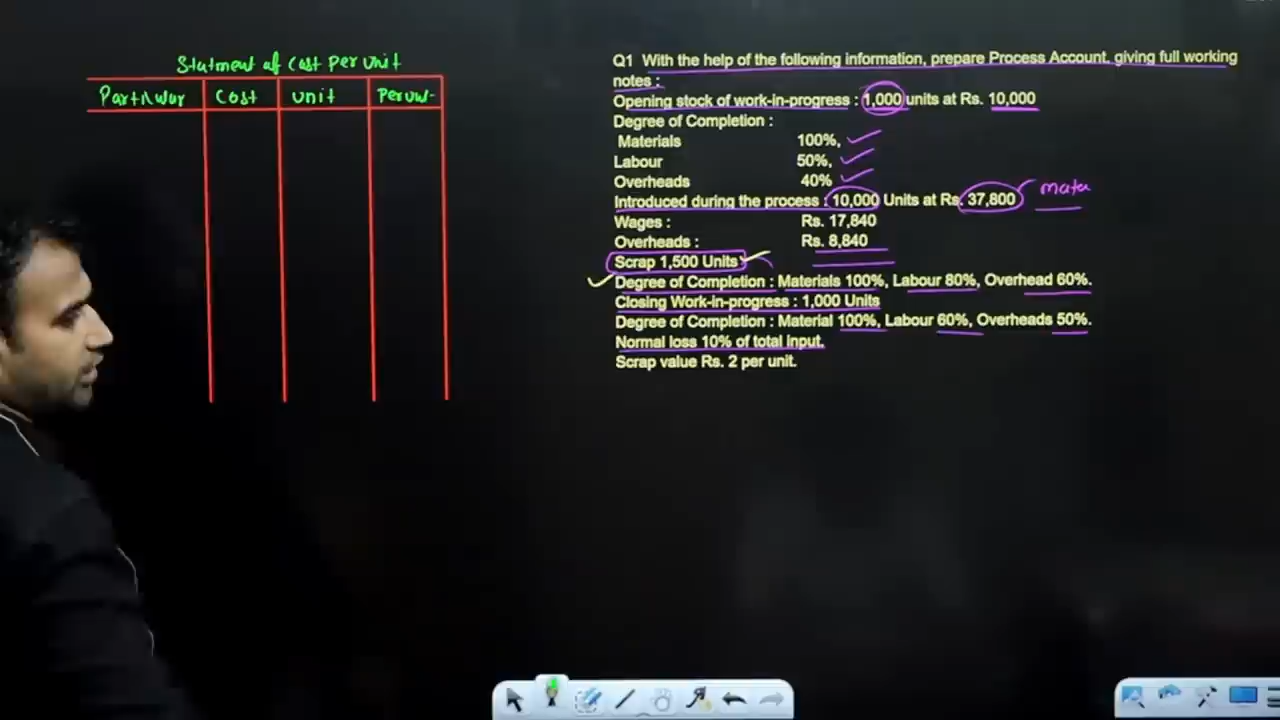 Statment of Cost Per Unit
Particular Cost Unit
Q1 With the help of the following information, prepare Process Account, giving full working
notes :
Opening stock of work-in-progress : 1,000 units at Rs. 10,000
Degree of Completion :
Materials 100%,
Labour 50%,
Overheads 40%
Introduced during the process : 10,000 Units at Rs. 37,800 mate
Wages : Rs. 17,840
Overheads : Rs. 8,840
Scrap 1,500 Units
Degree of Completion : Materials 100%, Labour 80%, Overhead 60%.
Closing Work-in-progress : 1,000 Units
Degree of Completion : Material 100%, Labour 60%, Overheads 50%.
Normal loss 10% of total input.
Scrap value Rs. 2 per unit.